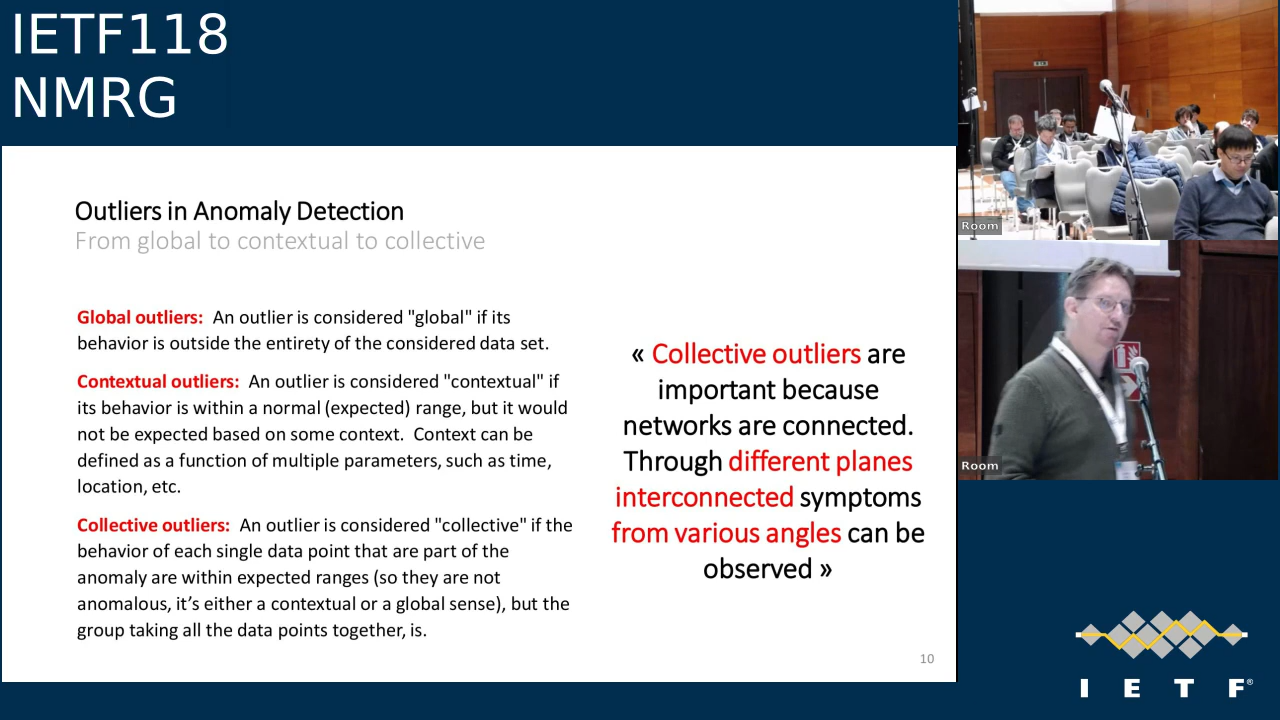 IETF118
NMRG
Outliers in Anomaly Detection
From global to contextual to collective
Global outliers: An outlier is considered "global" if its
behavior is outside the entirety of the considered data set.
Contextual outliers: An outlier is considered "contextual" if
its behavior is within a normal (expected) range, but it would
not be expected based on some context. Context can be
defined as a function of multiple parameters, such as time,
location, etc.
Collective outliers: An outlier is considered "collective" if the
behavior of each single data point that are part of the
anomaly are within expected ranges (so they are not
anomalous, it’s either a contextual or a global sense), but the
group taking all the data points together, is.
« Collective outliers are
important because
networks are connected.
Through different planes
interconnected symptoms
from various angles can be
observed »
10
Room
Room
I E T F®